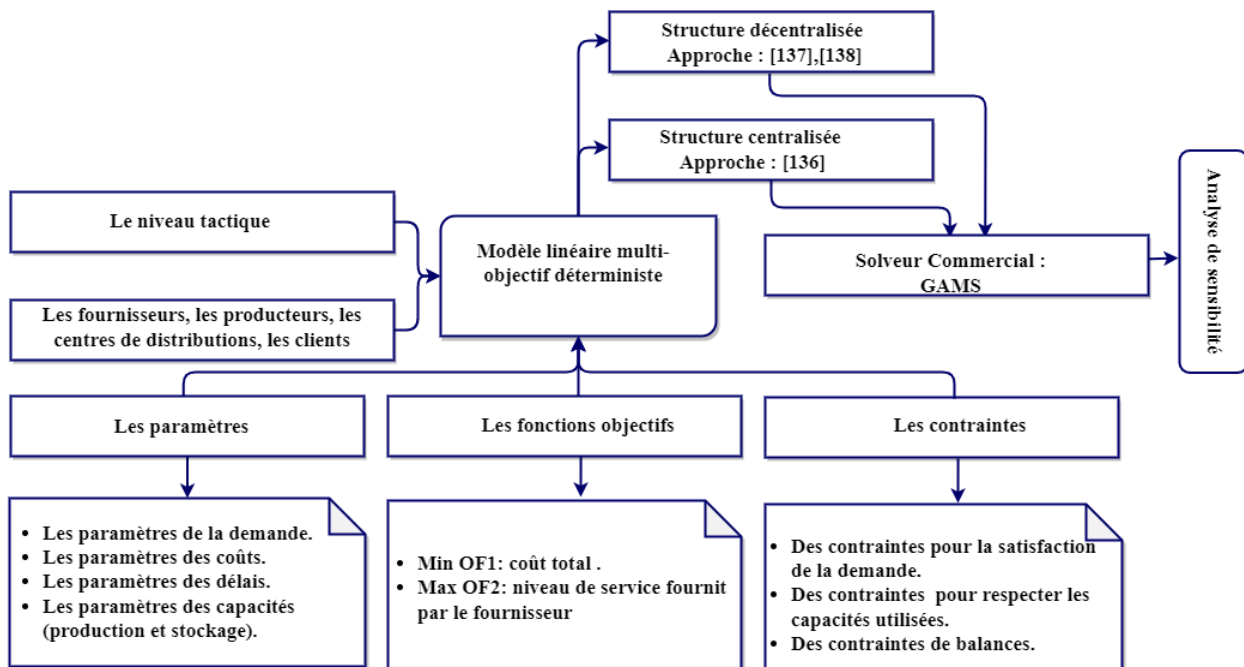 Structure décentralisée
Approche : [137],[138]
Structure centralisée
Approche : [136]
Le niveau tactique
Modèle linéaire multi-
objectif déterministe
Solveur Commercial :
GAMS
Analyse de sensibilité
Les fournisseurs, les producteurs, les
centres de distributions, les clients
Les paramètres
Les fonctions objectifs
Les contraintes
• Les paramètres de la demande.
• Les paramètres des coûts.
• Les paramètres des délais.
• Les paramètres des capacités
(production et stockage).
• Min OF1: coût total .
• Max OF2: niveau de service fournit
par le fournisseur
• Des contraintes pour la satisfaction
de la demande.
• Des contraintes pour respecter les
capacités utilisées.
• Des contraintes de balances.